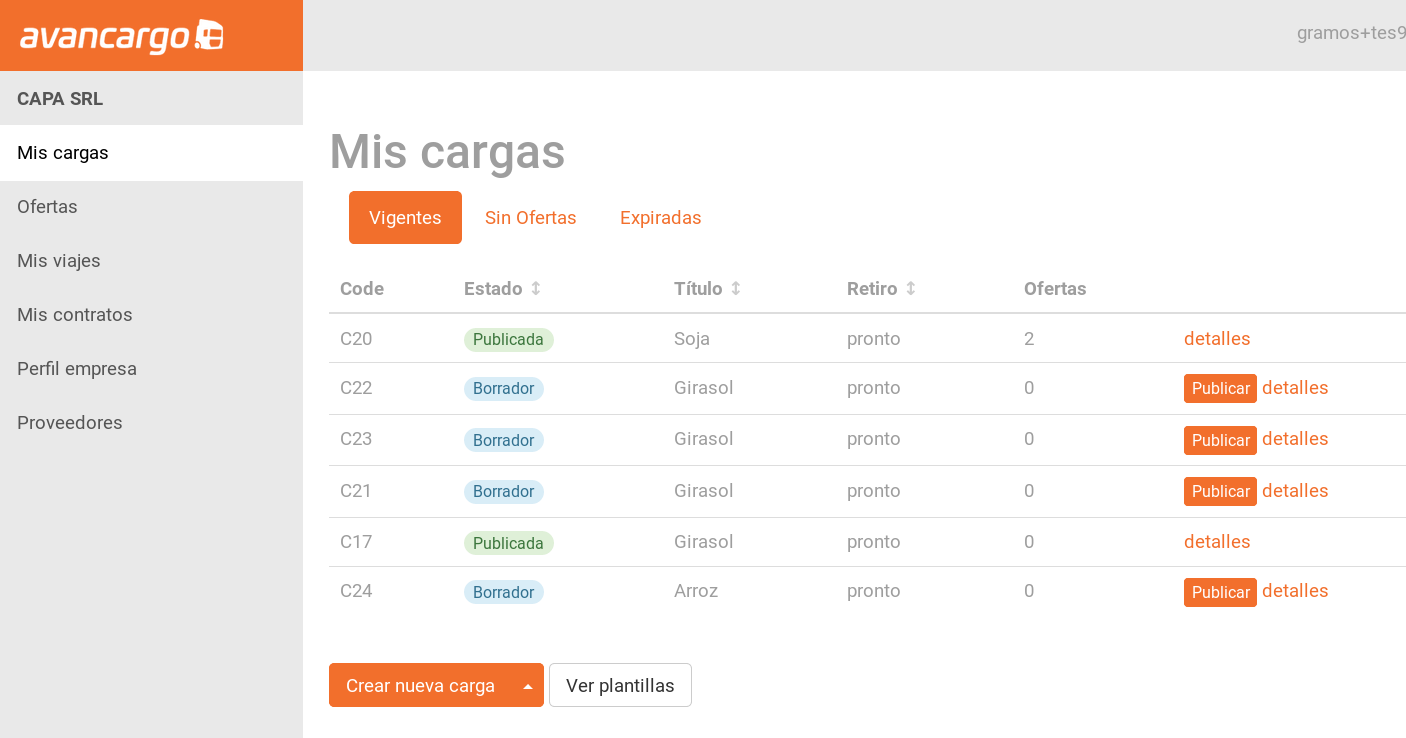 avancargo
gramos+tes9
CAPA SRL
Mis cargas
Ofertas
Mis viajes
Mis contratos
Perfil empresa
Proveedores
Mis cargas
Vigentes Sin Ofertas Expiradas
Code Estado Título Retiro Ofertas
C20 Publicada Soja pronto 2 detalles
C22 Borrador Girasol pronto 0 Publicar detalles
C23 Borrador Girasol pronto 0 Publicar detalles
C21 Borrador Girasol pronto 0 Publicar detalles
C17 Publicada Girasol pronto 0 detalles
C24 Borrador Arroz pronto 0 Publicar detalles
Crear nueva carga Ver plantillas